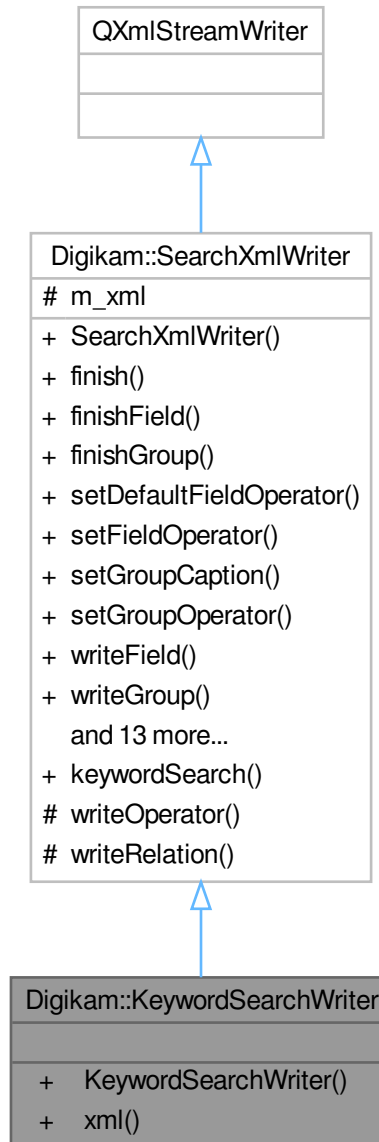 QXmlStreamWriter
Digikam::SearchXmlWriter
# m_xml
+ SearchXmlWriter()
+ finish()
+ finishField()
+ finishGroup()
+ setDefaultFieldOperator()
+ setFieldOperator()
+ setGroupCaption()
+ setGroupOperator()
+ writeField()
+ writeGroup()
and 13 more...
+ keywordSearch()
# writeOperator()
# writeRelation()
Digikam::KeywordSearchWriter
+ KeywordSearchWriter()
+ xml()